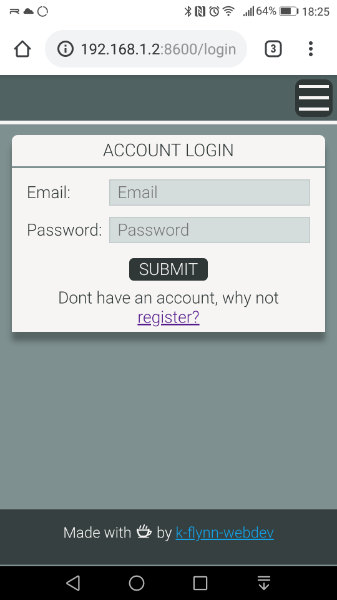 64% 18:25
192.168.1.2:8600/login 3
ACCOUNT LOGIN
Email: Email
Password: Password
SUBMIT
Dont have an account, why not
register?
Made with by k-flynn-webdev